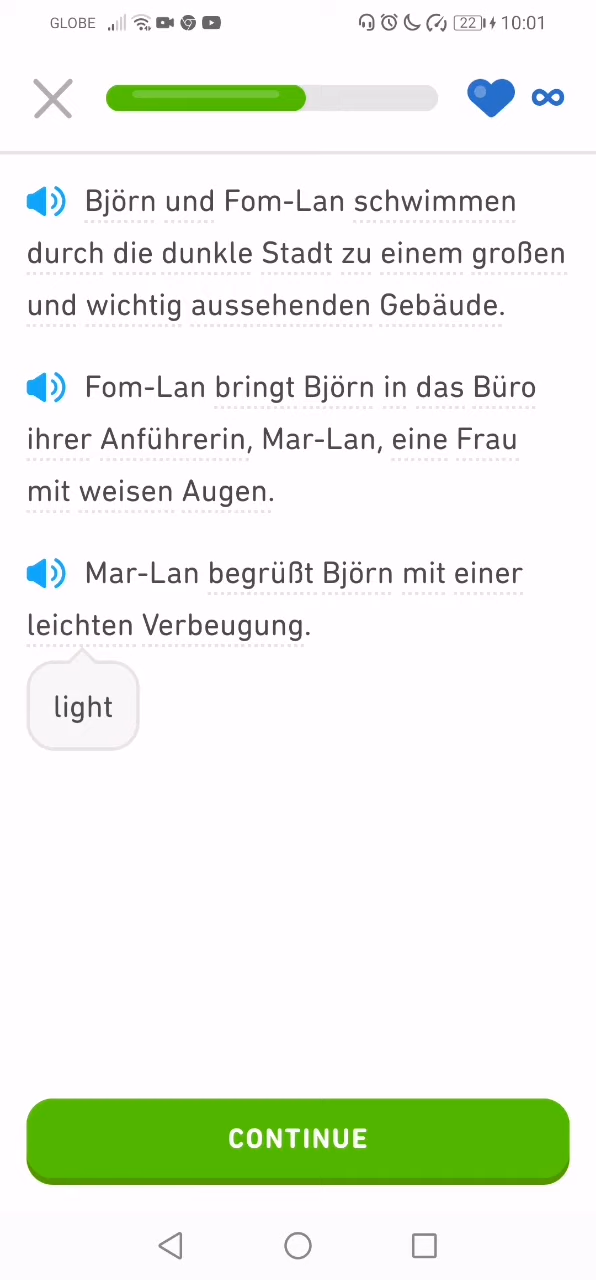 GLOBE 22 10:01
Björn und Fom-Lan schwimmen
durch die dunkle Stadt zu einem großen
und wichtig aussehenden Gebäude.
Fom-Lan bringt Björn in das Büro
ihrer Anführerin, Mar-Lan, eine Frau
mit weisen Augen.
Mar-Lan begrüßt Björn mit einer
leichten Verbeugung.
light
CONTINUE